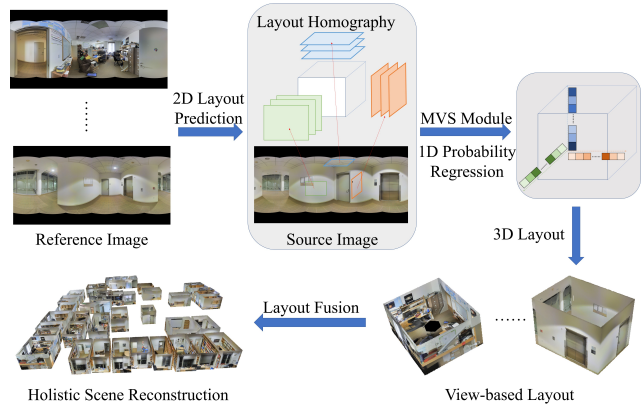 Layout Homography
2D Layout
Prediction
MVS Module
1D Probability
Regression
Reference Image
Source Image
3D Layout
Layout Fusion
Holistic Scene Reconstruction
View-based Layout